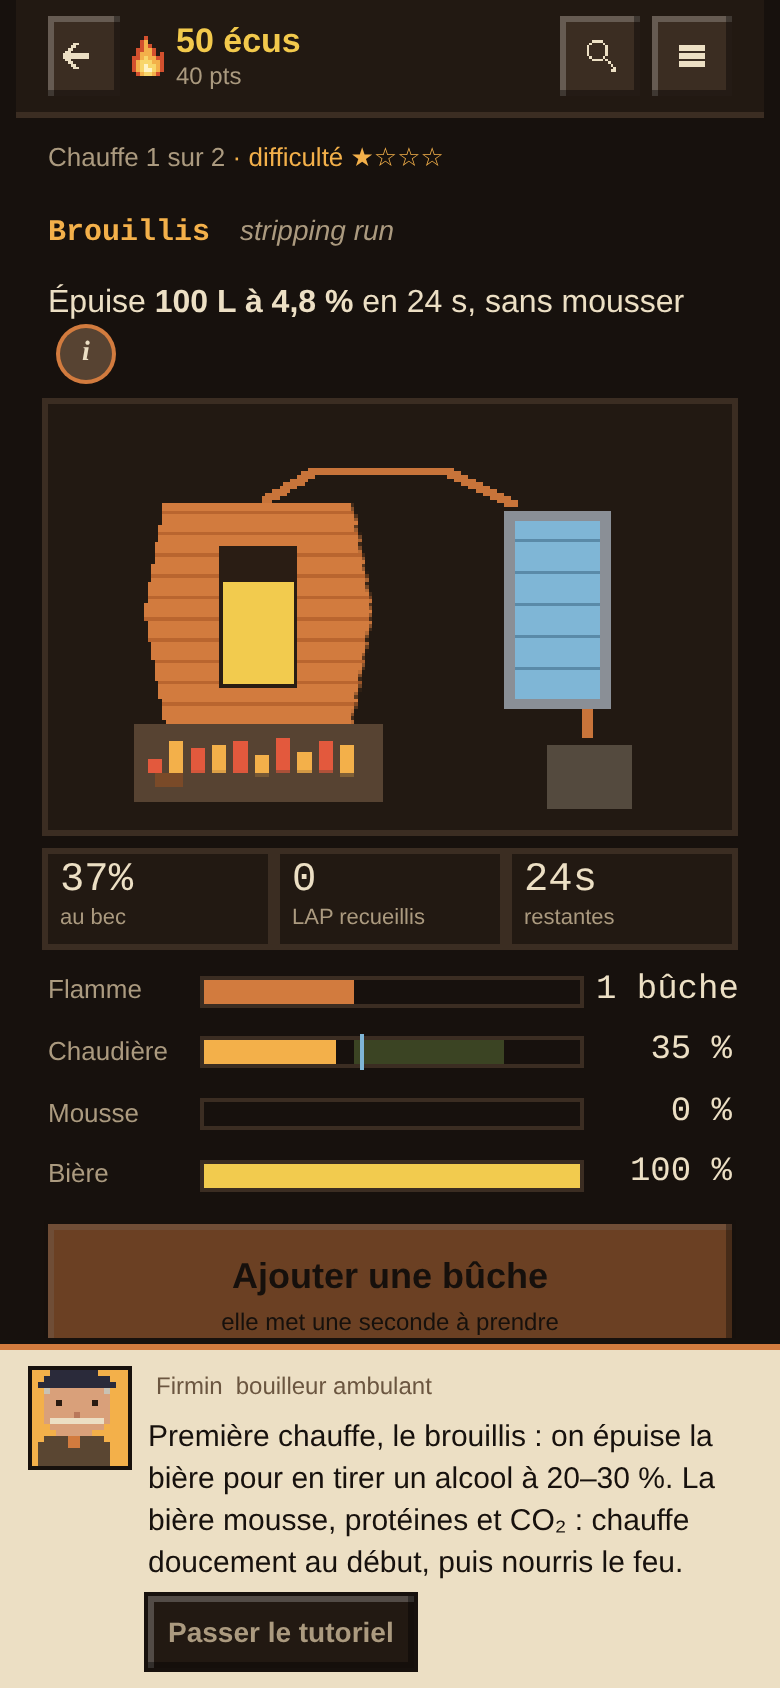 50 écus
40 pts
Chauffe 1 sur 2 · difficulté ★☆☆☆
Brouillis stripping run
Épuise 100 L à 4,8 % en 24 s, sans mousser
i
37%
au bec
0
LAP recueillis
24s
restantes
Flamme 1 bûche
Chaudière 35 %
Mousse 0 %
Bière 100 %
Ajouter une bûche
elle met une seconde à prendre
Firmin bouilleur ambulant
Première chauffe, le brouillis : on épuise la
bière pour en tirer un alcool à 20–30 %. La
bière mousse, protéines et CO₂ : chauffe
doucement au début, puis nourris le feu.
Passer le tutoriel